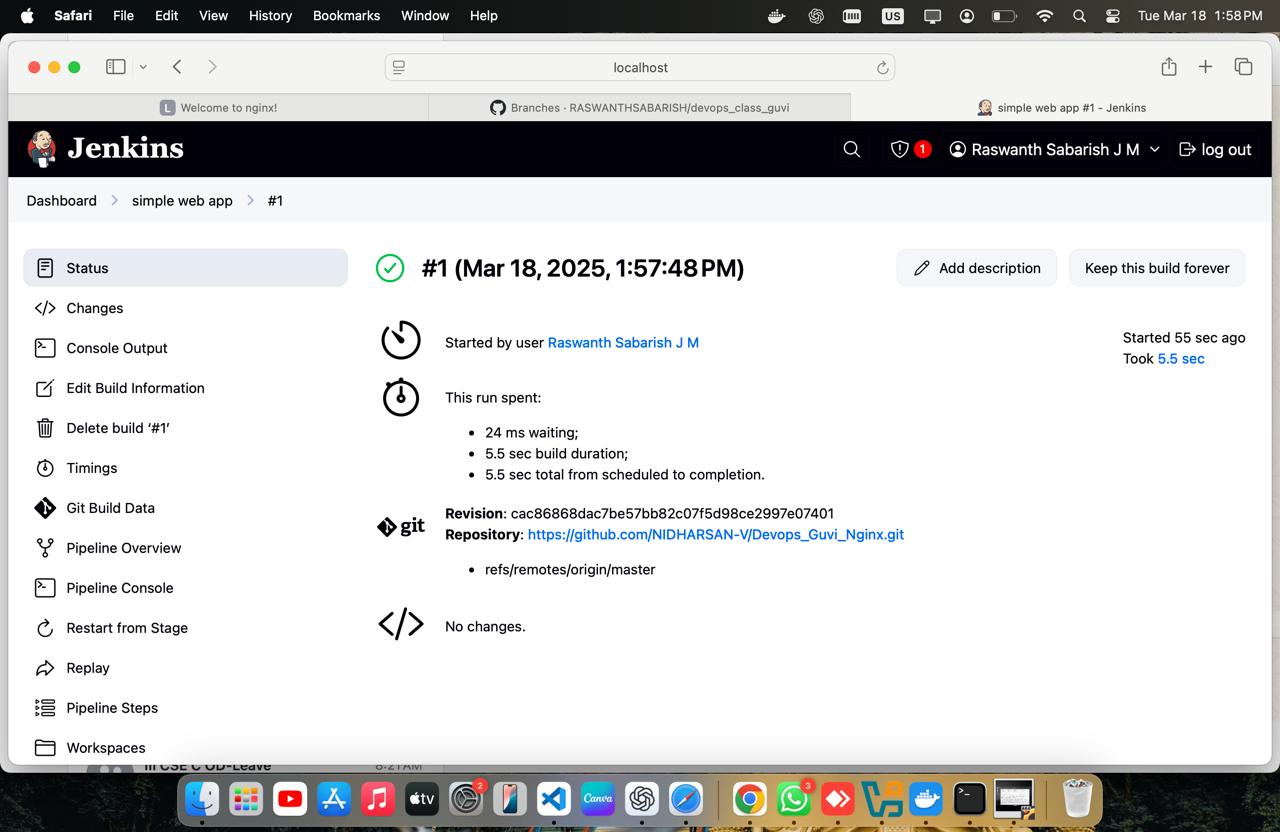 Safari File Edit View History Bookmarks Window Help US Tue Mar 18 1:58 PM
localhost
L Welcome to nginx! Branches · RASWANTHSABARISH/devops_class_guvi simple web app #1 - Jenkins
Jenkins 1 Raswanth Sabarish J M log out
Dashboard simple web app #1
Status
Changes
Console Output
Edit Build Information
Delete build ‘#1’
Timings
Git Build Data
Pipeline Overview
Pipeline Console
Restart from Stage
Replay
Pipeline Steps
Workspaces
#1 (Mar 18, 2025, 1:57:48 PM)
Add description
Keep this build forever
Started by user Raswanth Sabarish J M
Started 55 sec ago
Took 5.5 sec
This run spent:
24 ms waiting;
5.5 sec build duration;
5.5 sec total from scheduled to completion.
git
Revision: cac86868dac7be57bb82c07f5d98ce2997e07401
Repository: https://github.com/NIDHARSAN-V/Devops_Guvi_Nginx.git
refs/remotes/origin/master
No changes.
III CSE C OD-Leave 8:21 AM
tv 2 Canva 3